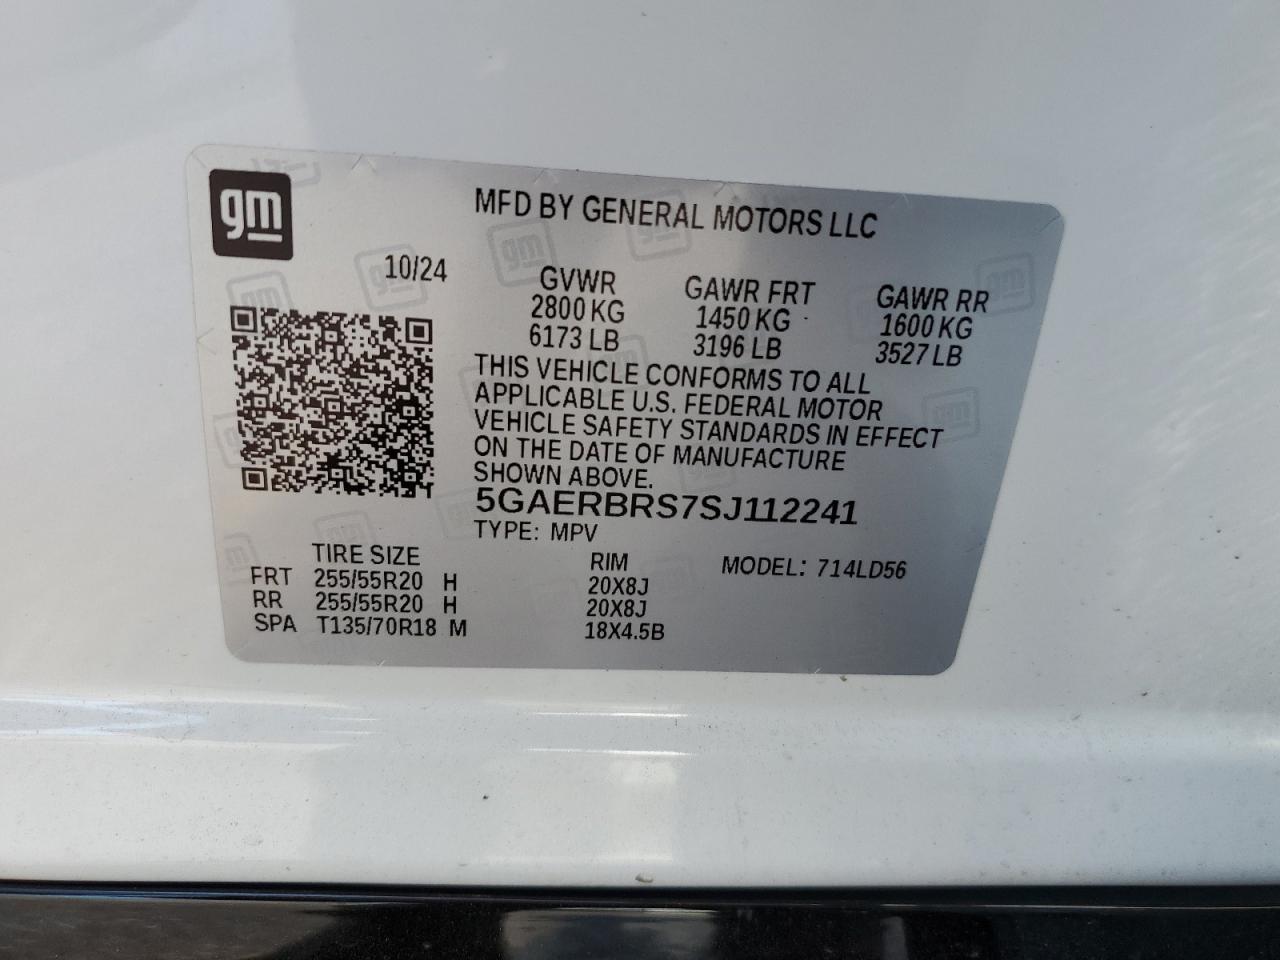 gm
MFD BY GENERAL MOTORS LLC
10/24
GVWR GAWR FRT GAWR RR
2800 KG 1450 KG 1600 KG
6173 LB 3196 LB 3527 LB
THIS VEHICLE CONFORMS TO ALL
APPLICABLE U.S. FEDERAL MOTOR
VEHICLE SAFETY STANDARDS IN EFFECT
ON THE DATE OF MANUFACTURE
SHOWN ABOVE.
5GAERBRS7SJ112241
TYPE: MPV
TIRE SIZE RIM MODEL: 714LD56
FRT 255/55R20 H 20X8J
RR 255/55R20 H 20X8J
SPA T135/70R18 M 18X4.5B